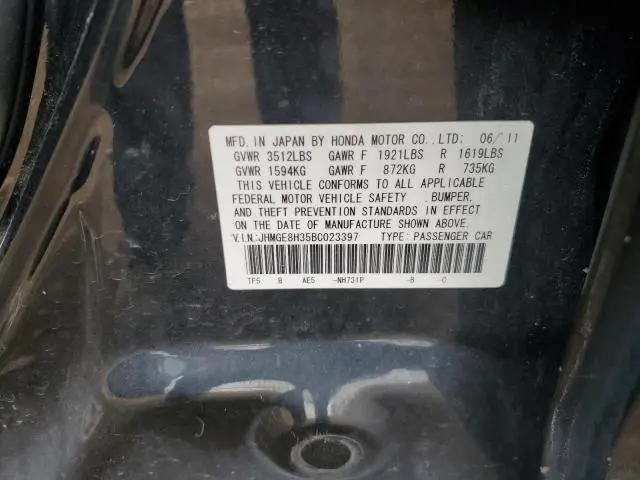 MFD. IN JAPAN BY HONDA MOTOR CO., LTD: 06/'11
GVWR 3512LBS GAWR F 1921LBS R 1619LBS
GVWR 1594KG GAWR F 872KG R 735KG
THIS VEHICLE CONFORMS TO ALL APPLICABLE
FEDERAL MOTOR VEHICLE SAFETY , BUMPER,
AND THEFT PREVENTION STANDARDS IN EFFECT
ON THE DATE OF MANUFACTURE SHOWN ABOVE.
V.I.N:JHMGE8H35BC023397 TYPE: PASSENGER CAR
TF5 B AE5 -NH731P -B -C